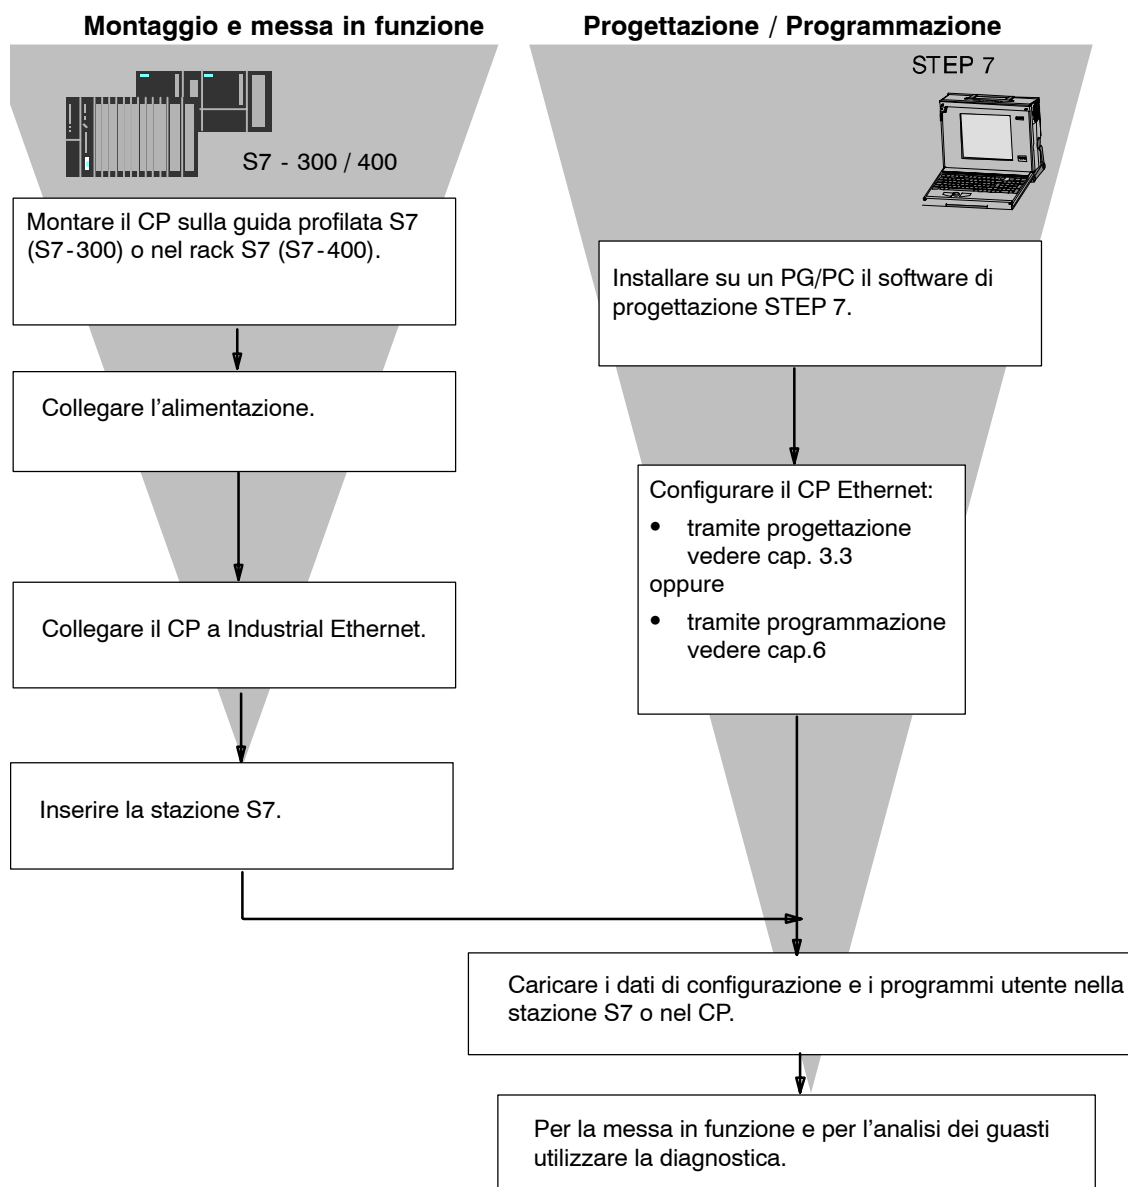 Montaggio e messa in funzione
S7 - 300 / 400
Montare il CP sulla guida profilata S7
(S7-300) o nel rack S7 (S7-400).
Collegare l’alimentazione.
Collegare il CP a Industrial Ethernet.
Inserire la stazione S7.
Progettazione / Programmazione
STEP 7
Installare su un PG/PC il software di
progettazione STEP 7.
Configurare il CP Ethernet:
• tramite progettazione
vedere cap. 3.3
oppure
• tramite programmazione
vedere cap.6
Caricare i dati di configurazione e i programmi utente nella
stazione S7 o nel CP.
Per la messa in funzione e per l’analisi dei guasti
utilizzare la diagnostica.